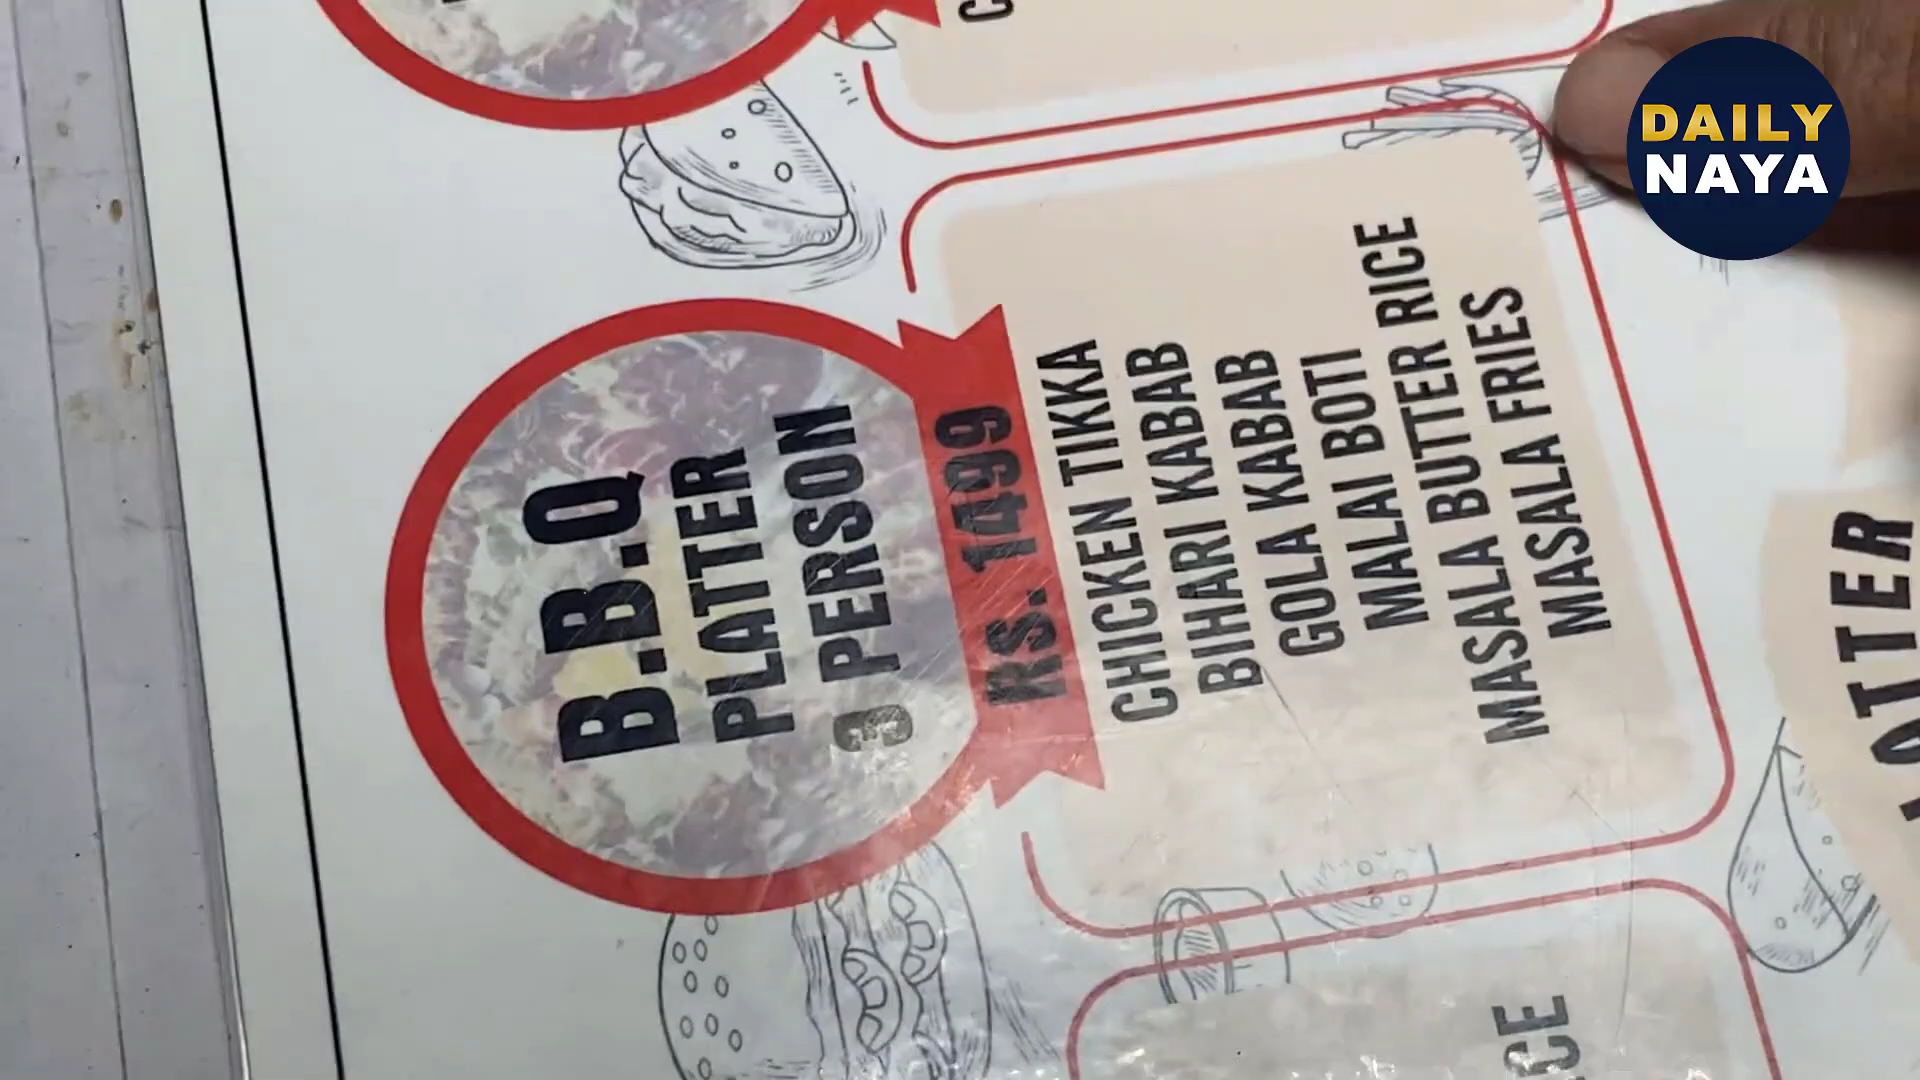 DAILY
NAYA
B.B.Q
PLATTER
3 PERSON
RS. 1499
CHICKEN TIKKA
BIHARI KABAB
GOLA KABAB
MALAI BOTI
MASALA BUTTER RICE
MASALA FRIES